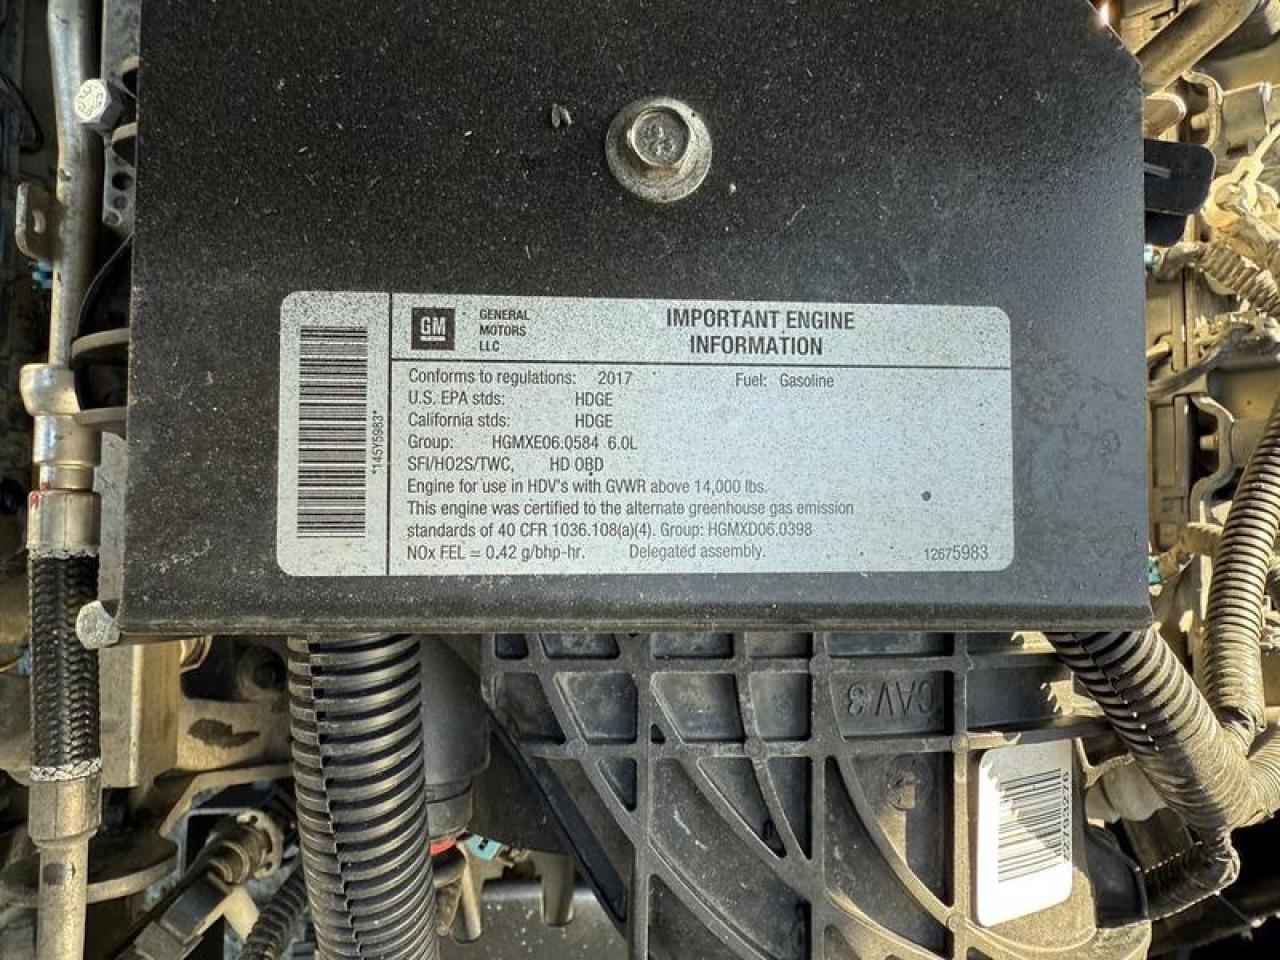 GM
GENERAL
MOTORS
LLC
IMPORTANT ENGINE
INFORMATION
Conforms to regulations: 2017
Fuel: Gasoline
U.S. EPA stds: HDGE
California stds: HDGE
Group: HGMXE06.0584 6.0L
SFI/HO2S/TWC, HD OBD
Engine for use in HDV's with GVWR above 14,000 lbs.
This engine was certified to the alternate greenhouse gas emission
standards of 40 CFR 1036.108(a)(4). Group: HGMXD06.0398
NOx FEL = 0.42 g/bhp-hr. Delegated assembly.
12675983
*145Y5983*
CAV 3